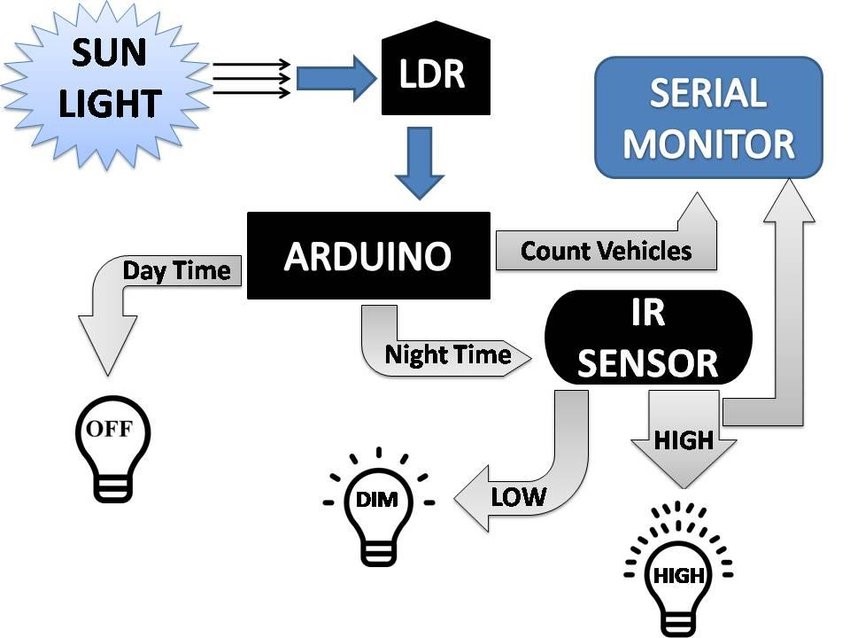 SUN
LIGHT
LDR
SERIAL
MONITOR
ARDUINO
Count Vehicles
Day Time
IR
SENSOR
Night Time
OFF
HIGH
LOW
DIM
HIGH